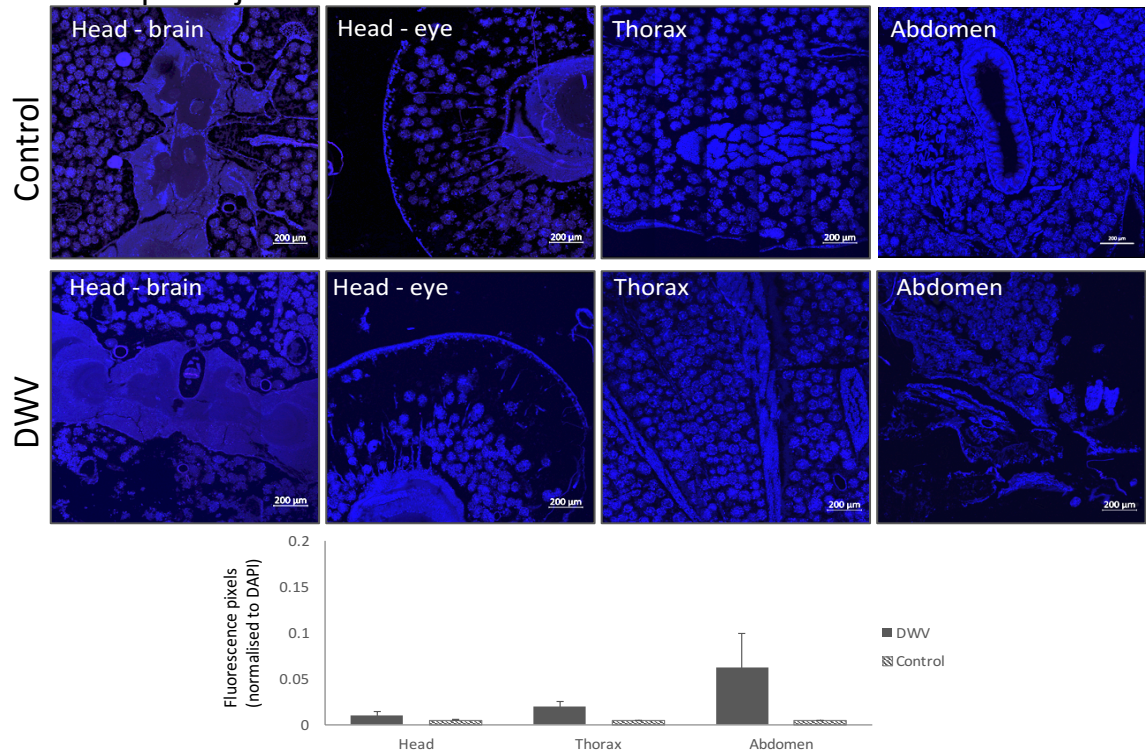 Head - brain
Head - eye
Thorax
Abdomen
Control
200 µm
200 µm
200 µm
200 µm
Head - brain
Head - eye
Thorax
Abdomen
DWV
200 µm
200 µm
200 µm
200 µm
Fluorescence pixels
(normalised to DAPI)
0.2
0.15
0.1
0.05
0
DWV
Control
Head
Thorax
Abdomen